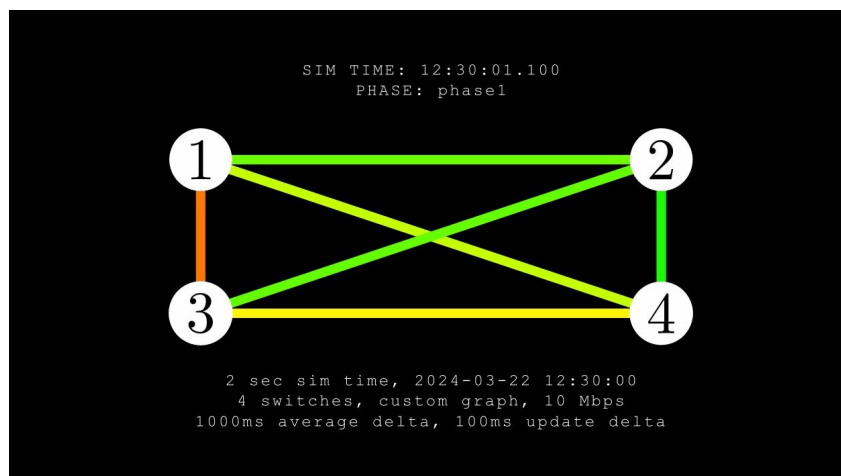 SIM TIME: 12:30:01.100
PHASE: phase1
1 2
3 4
2 sec sim time, 2024-03-22 12:30:00
4 switches, custom graph, 10 Mbps
1000ms average delta, 100ms update delta